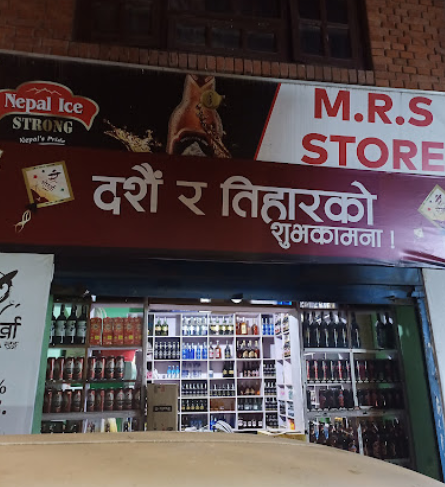 Nepal Ice
STRONG
Nepal's Pride
M.R.S
STORE
दशैं र तिहारको
शुभकामना !